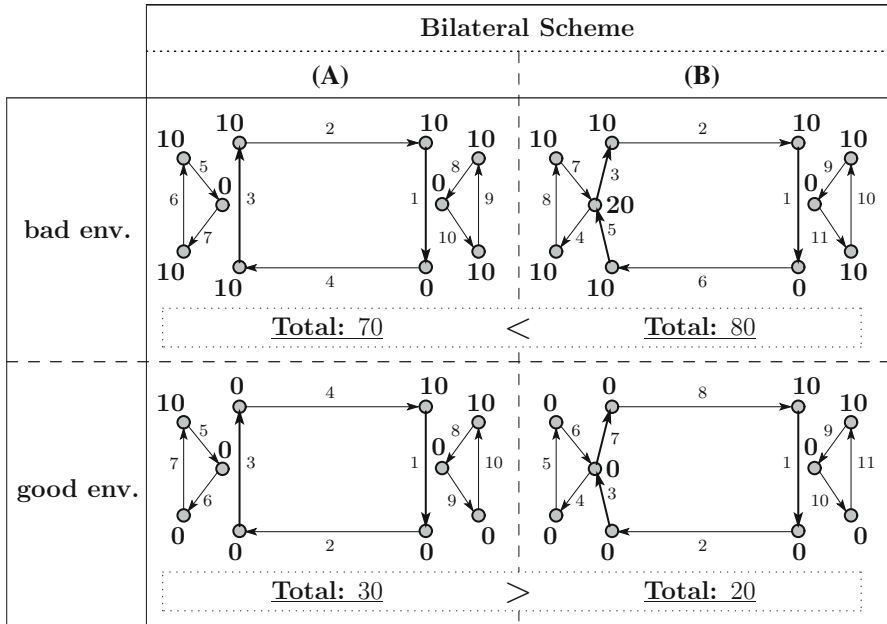 Bilateral Scheme
(A) (B)
bad env.
10 2 10 10 2 10
10 10 10 10
5 8 7 9
0 0 3 0
6 3 1 9 8 20 1 10
7 10 4 5 11
10 10 4 0 10 10 10 6 0 10
Total: 70 < Total: 80
good env.
0 4 10 0 8 10
10 10 0 10
5 8 6 9
0 0 7 0
7 3 1 10 5 0 1 11
6 9 4 3 10
0 0 2 0 0 0 0 2 0 0
Total: 30 > Total: 20